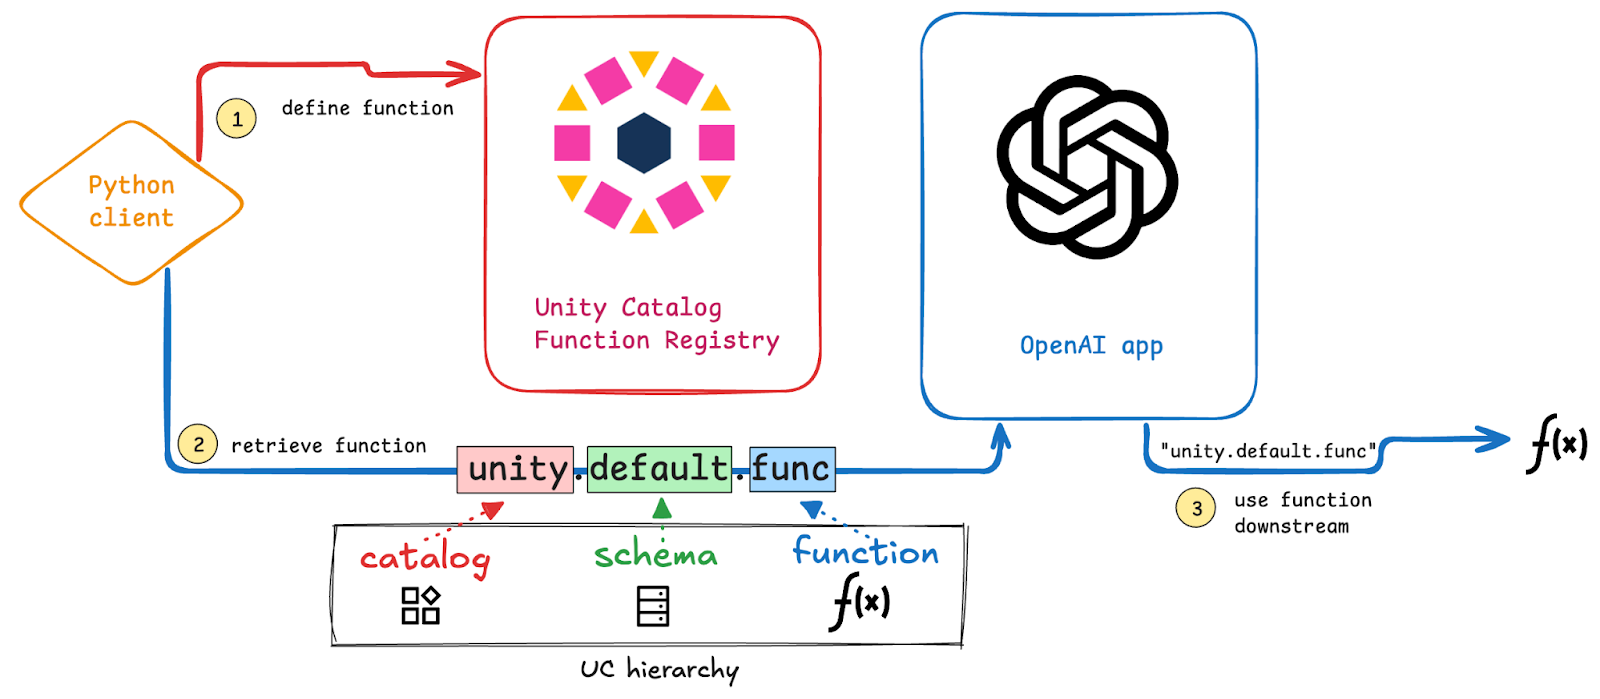 1
define function
Python
client
Unity Catalog
Function Registry
OpenAI app
2
retrieve function
unity.default.func
"unity.default.func"
f(x)
3
use function
downstream
catalog
schema
function
f(x)
UC hierarchy